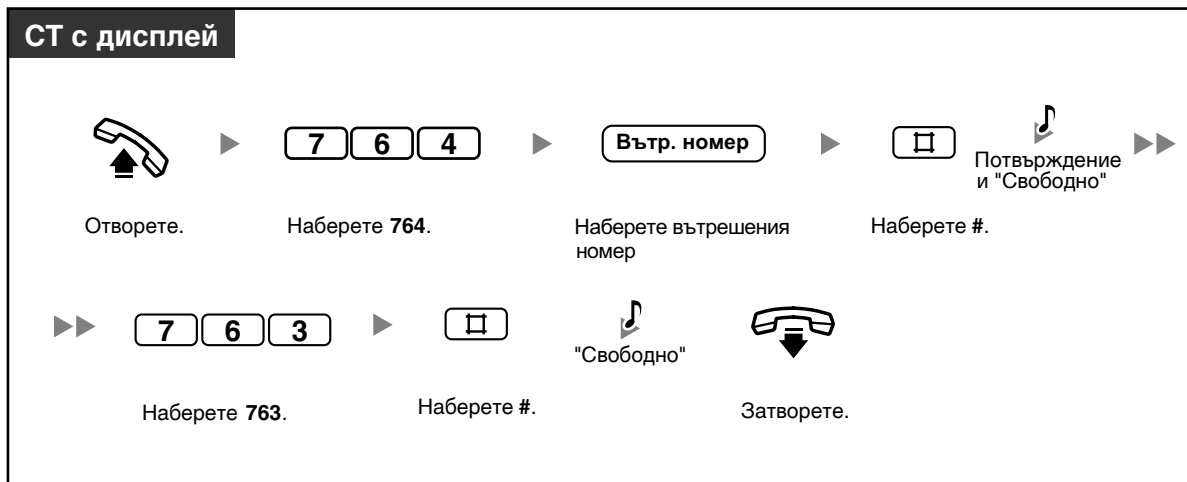 СТ с дисплей
7 6 4
Вътр. номер
Потвърждение
и "Свободно"
Отворете.
Наберете 764.
Наберете вътрешения
номер
Наберете #.
7 6 3
"Свободно"
Наберете 763.
Наберете #.
Затворете.